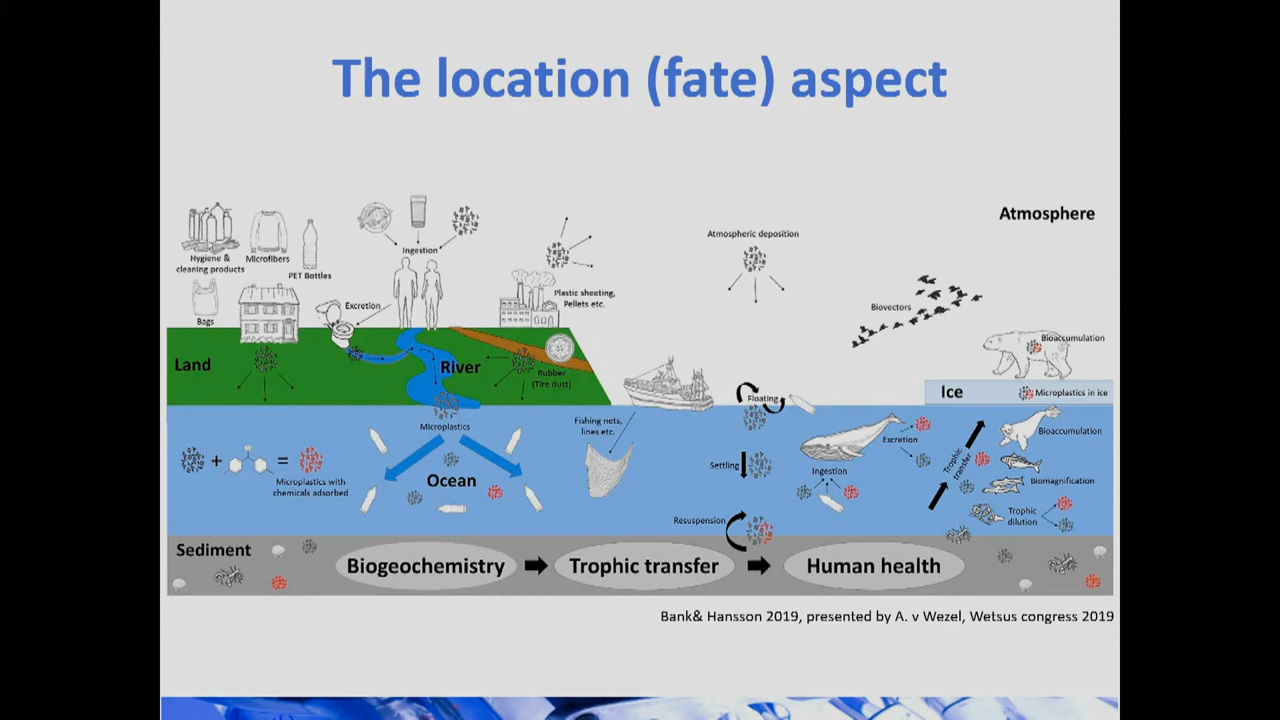 The location (fate) aspect
Atmosphere
Hygiene &
cleaning products
Microfibers
PET Bottles
Bags
Ingestion
Excretion
Plastic sheeting,
Pellets etc.
Atmospheric deposition
Biovectors
Bioaccumulation
Land
River
Rubber
(Tire dust)
Ice
Microplastics in ice
Microplastics
Fishing nets,
lines etc.
Floating
Settling
Resuspension
+
=
Microplastics with
chemicals adsorbed
Ocean
Excretion
Ingestion
Trophic
transfer
Bioaccumulation
Biomagnification
Trophic
dilution
Sediment
Biogeochemistry
Trophic transfer
Human health
Bank& Hansson 2019, presented by A. v Wezel, Wetsus congress 2019